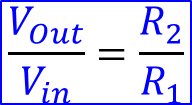 V_Out / V_in = R_2 / R_1